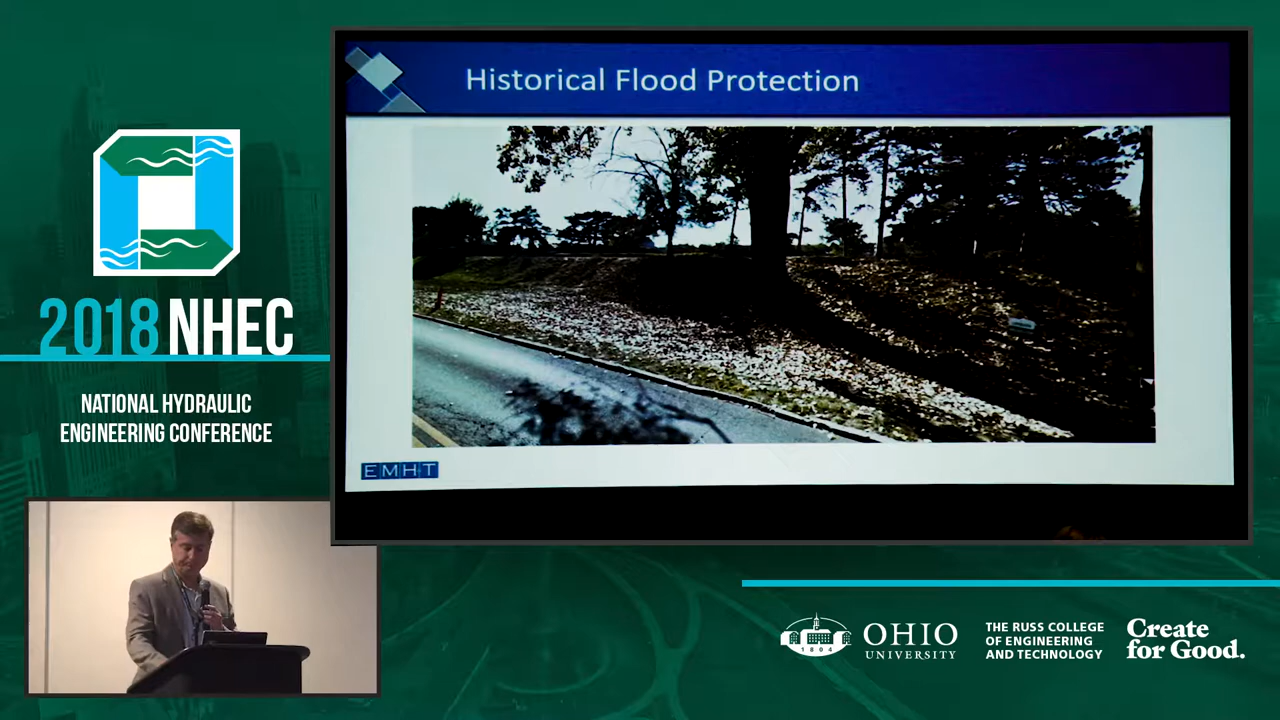 Historical Flood Protection
2018 NHEC
NATIONAL HYDRAULIC
ENGINEERING CONFERENCE
EMHT
1804
OHIO
UNIVERSITY
THE RUSS COLLEGE
OF ENGINEERING
AND TECHNOLOGY
Create
for Good.